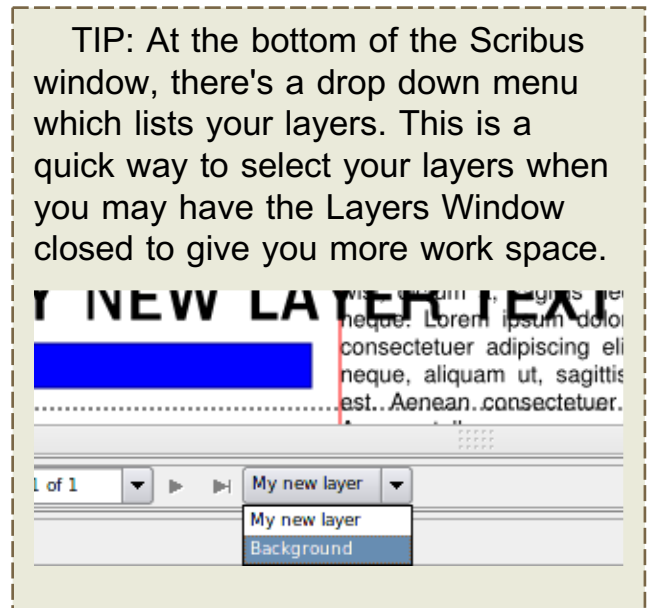 TIP: At the bottom of the Scribus
window, there's a drop down menu
which lists your layers. This is a
quick way to select your layers when
you may have the Layers Window
closed to give you more work space.
Y NEW LAYER TEXT
neque. Lorem ipsum dolo
consectetuer adipiscing eli
neque, aliquam ut, sagittis
est. Aenean consectetuer
1 of 1
My new layer
My new layer
Background